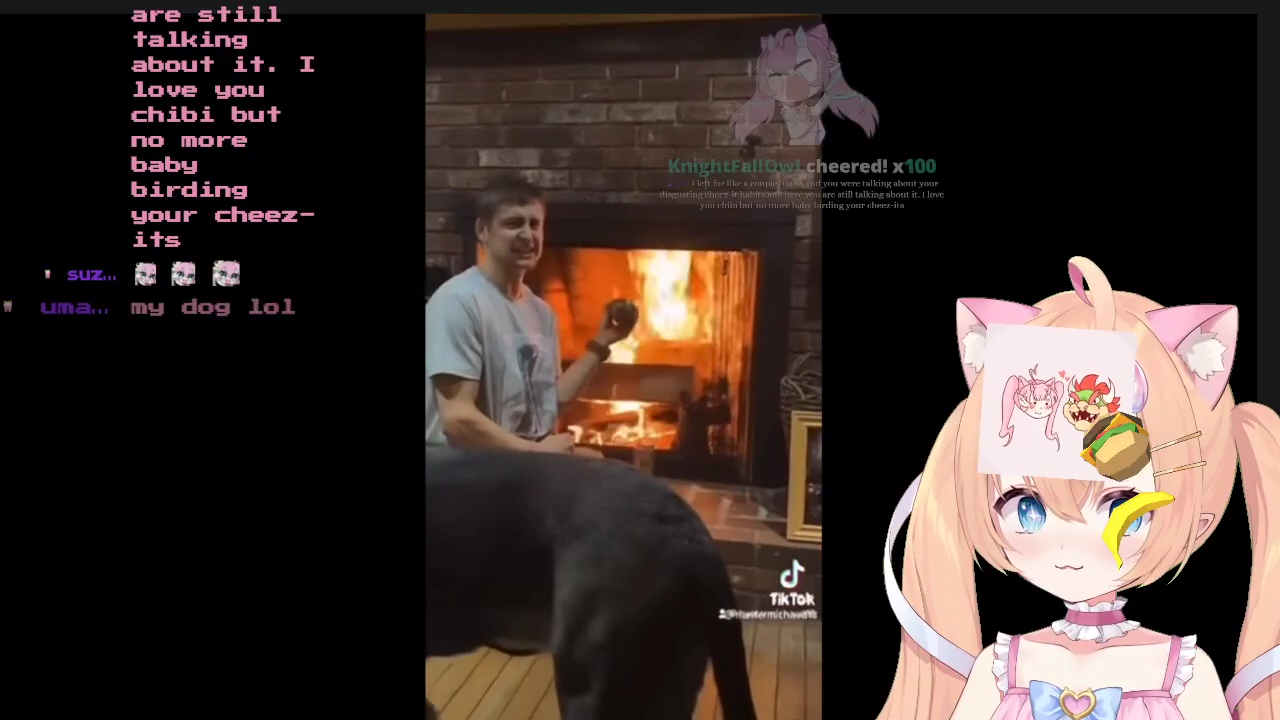 are still
talking
about it. I
love you
chibi but
no more
baby
birding
your cheez-
its
suz...
uma... my dog lol
KnightFallOwl cheered! x100
I left for like a couple hours and you were talking about your
disgusting cheez-it habits and here you are still talking about it. I love
you chibi but no more baby birding your cheez-its
TikTok